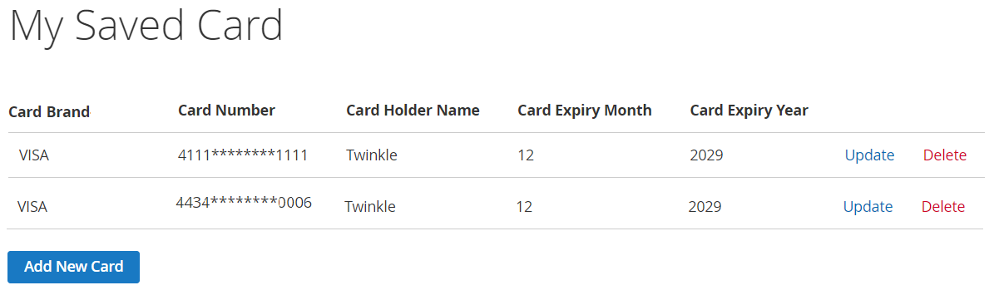 My Saved Card
Card Brand Card Number Card Holder Name Card Expiry Month Card Expiry Year
VISA 4111********1111 Twinkle 12 2029 Update Delete
VISA 4434********0006 Twinkle 12 2029 Update Delete
Add New Card